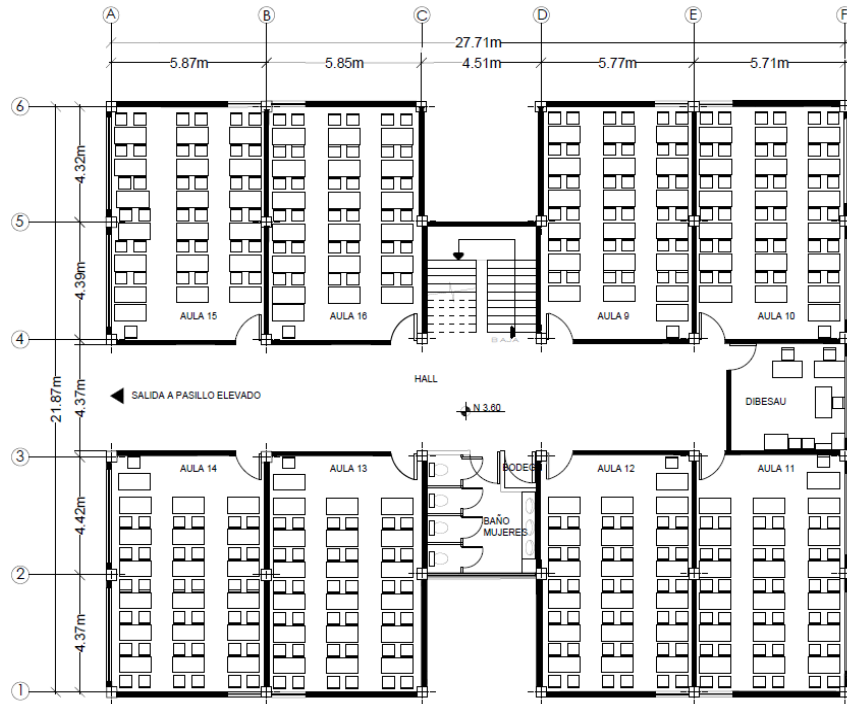 A B C D E F
27.71m
5.87m 5.85m 4.51m 5.77m 5.71m
6
4.32m
5
4.39m
AULA 15 AULA 16 AULA 9 AULA 10
4
BAJA
HALL
4.37m
21.87m
SALIDA A PASILLO ELEVADO
DIBESAU
N 3.60
3
AULA 14 AULA 13 BODEG AULA 12 AULA 11
4.42m
BAÑO
MUJERES
2
4.37m
1